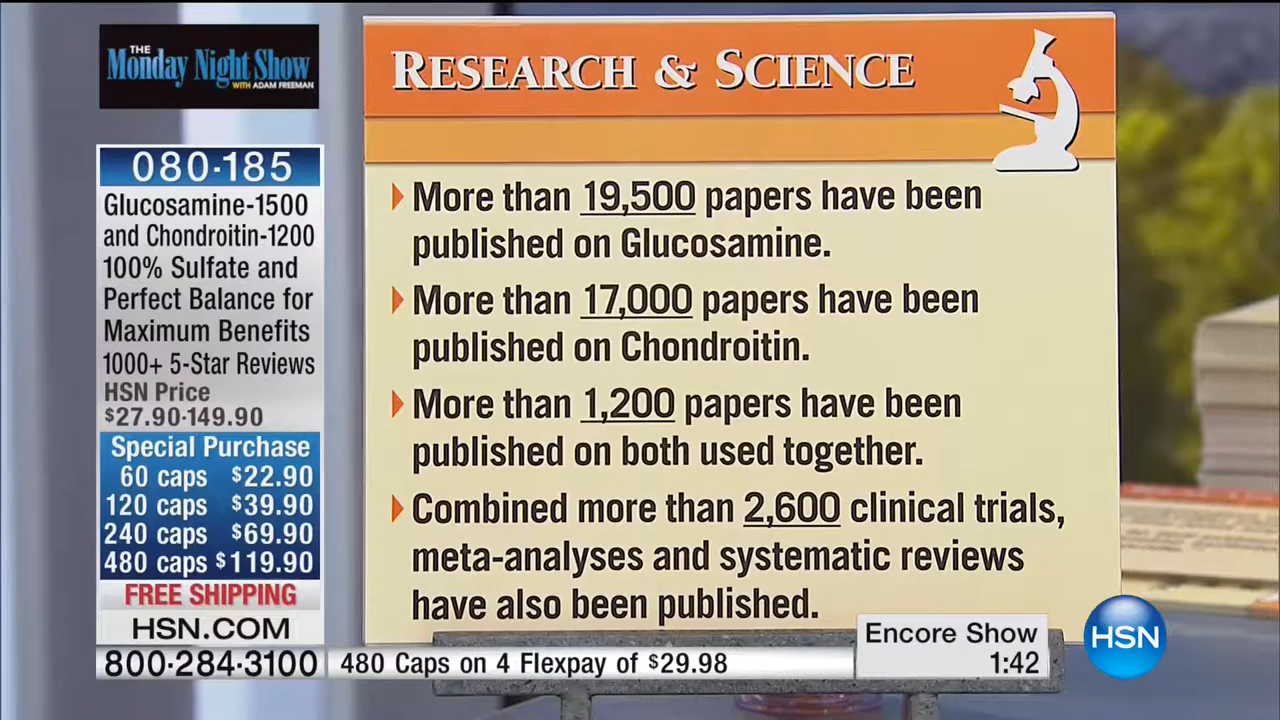 THE
Monday Night Show
WITH ADAM FREEMAN
080-185
Glucosamine-1500
and Chondroitin-1200
100% Sulfate and
Perfect Balance for
Maximum Benefits
1000+ 5-Star Reviews
HSN Price
$27.90-149.90
Special Purchase
60 caps $22.90
120 caps $39.90
240 caps $69.90
480 caps $119.90
FREE SHIPPING
HSN.COM
800-284-3100
480 Caps on 4 Flexpay of $29.98
RESEARCH & SCIENCE
More than 19,500 papers have been
published on Glucosamine.
More than 17,000 papers have been
published on Chondroitin.
More than 1,200 papers have been
published on both used together.
Combined more than 2,600 clinical trials,
meta-analyses and systematic reviews
have also been published.
Encore Show
1:42
HSN